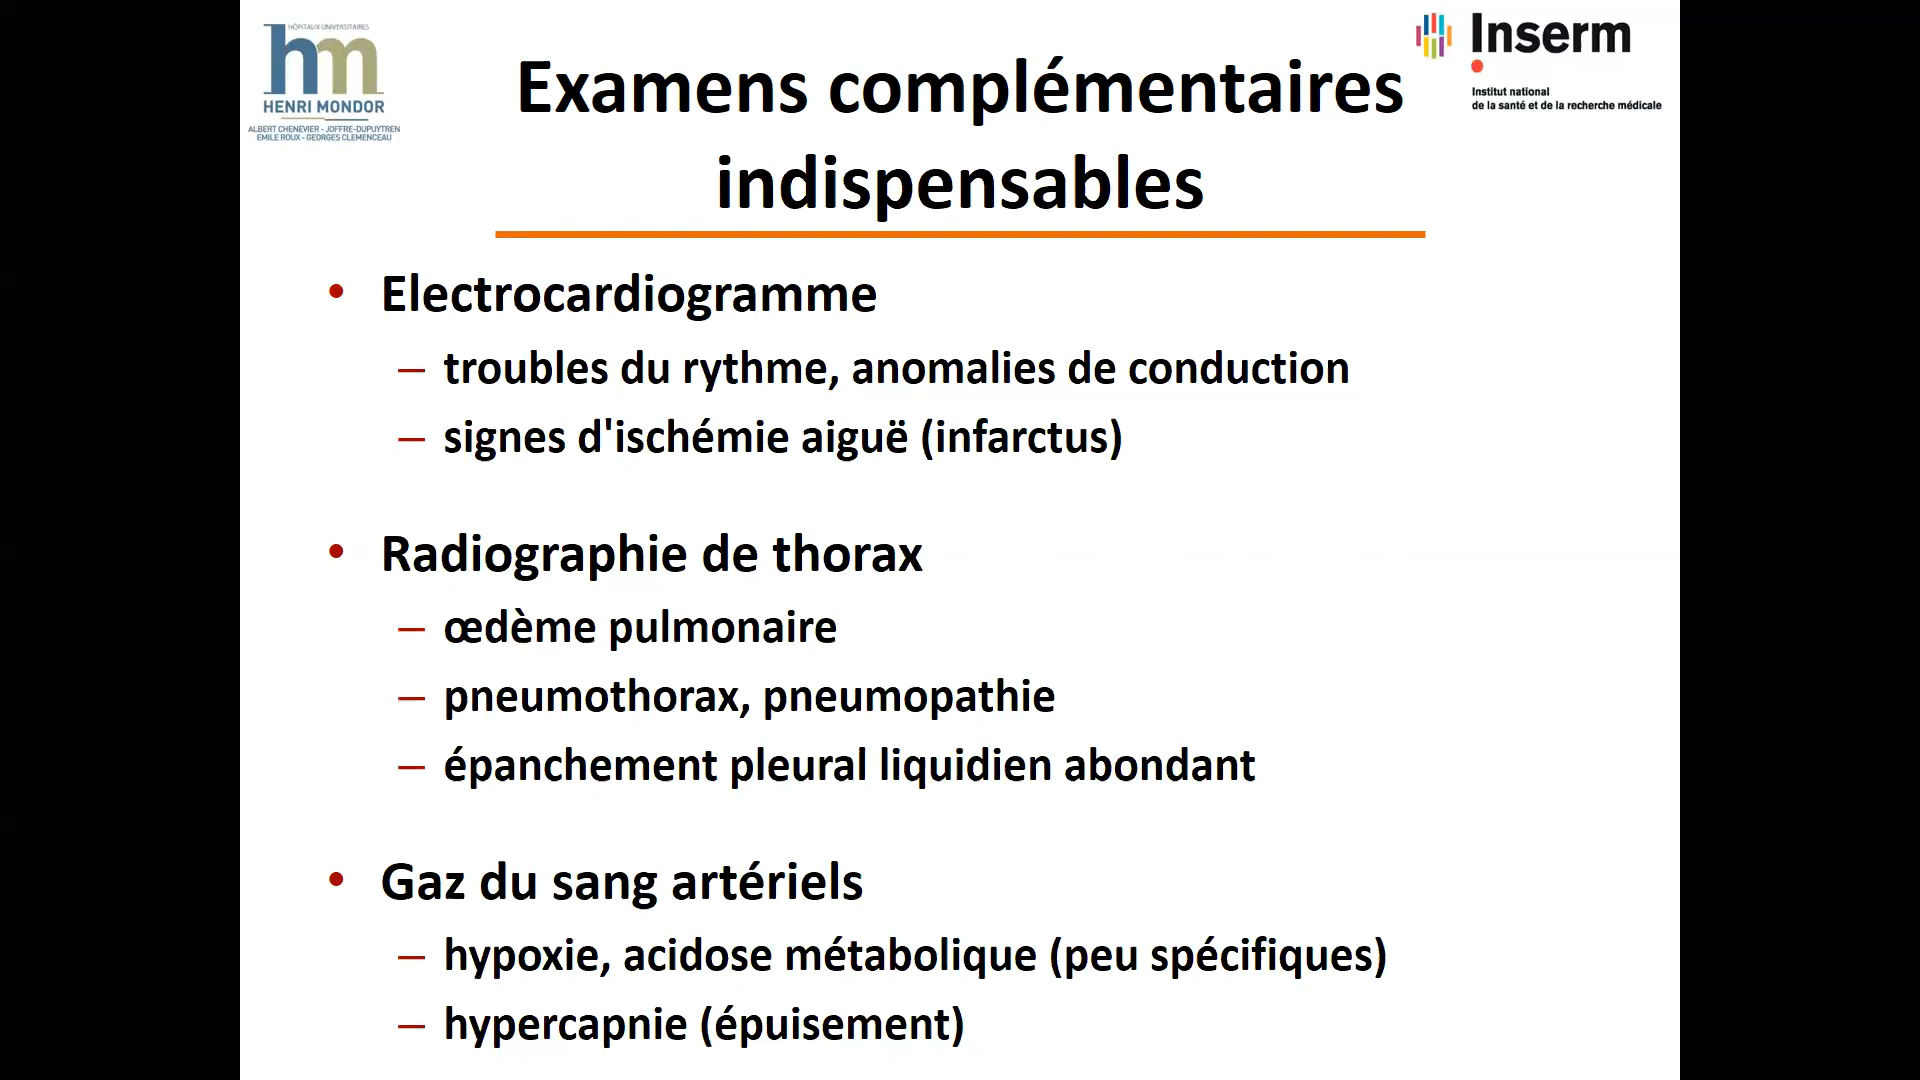 HÔPITAUX UNIVERSITAIRES
hm
HENRI MONDOR
ALBERT CHENEVIER - JOFFRE-DUPUYTREN
EMILE ROUX - GEORGES CLEMENCEAU
Inserm
Institut national
de la santé et de la recherche médicale
Examens complémentaires
indispensables
• Electrocardiogramme
– troubles du rythme, anomalies de conduction
– signes d'ischémie aiguë (infarctus)
• Radiographie de thorax
– œdème pulmonaire
– pneumothorax, pneumopathie
– épanchement pleural liquidien abondant
• Gaz du sang artériels
– hypoxie, acidose métabolique (peu spécifiques)
– hypercapnie (épuisement)